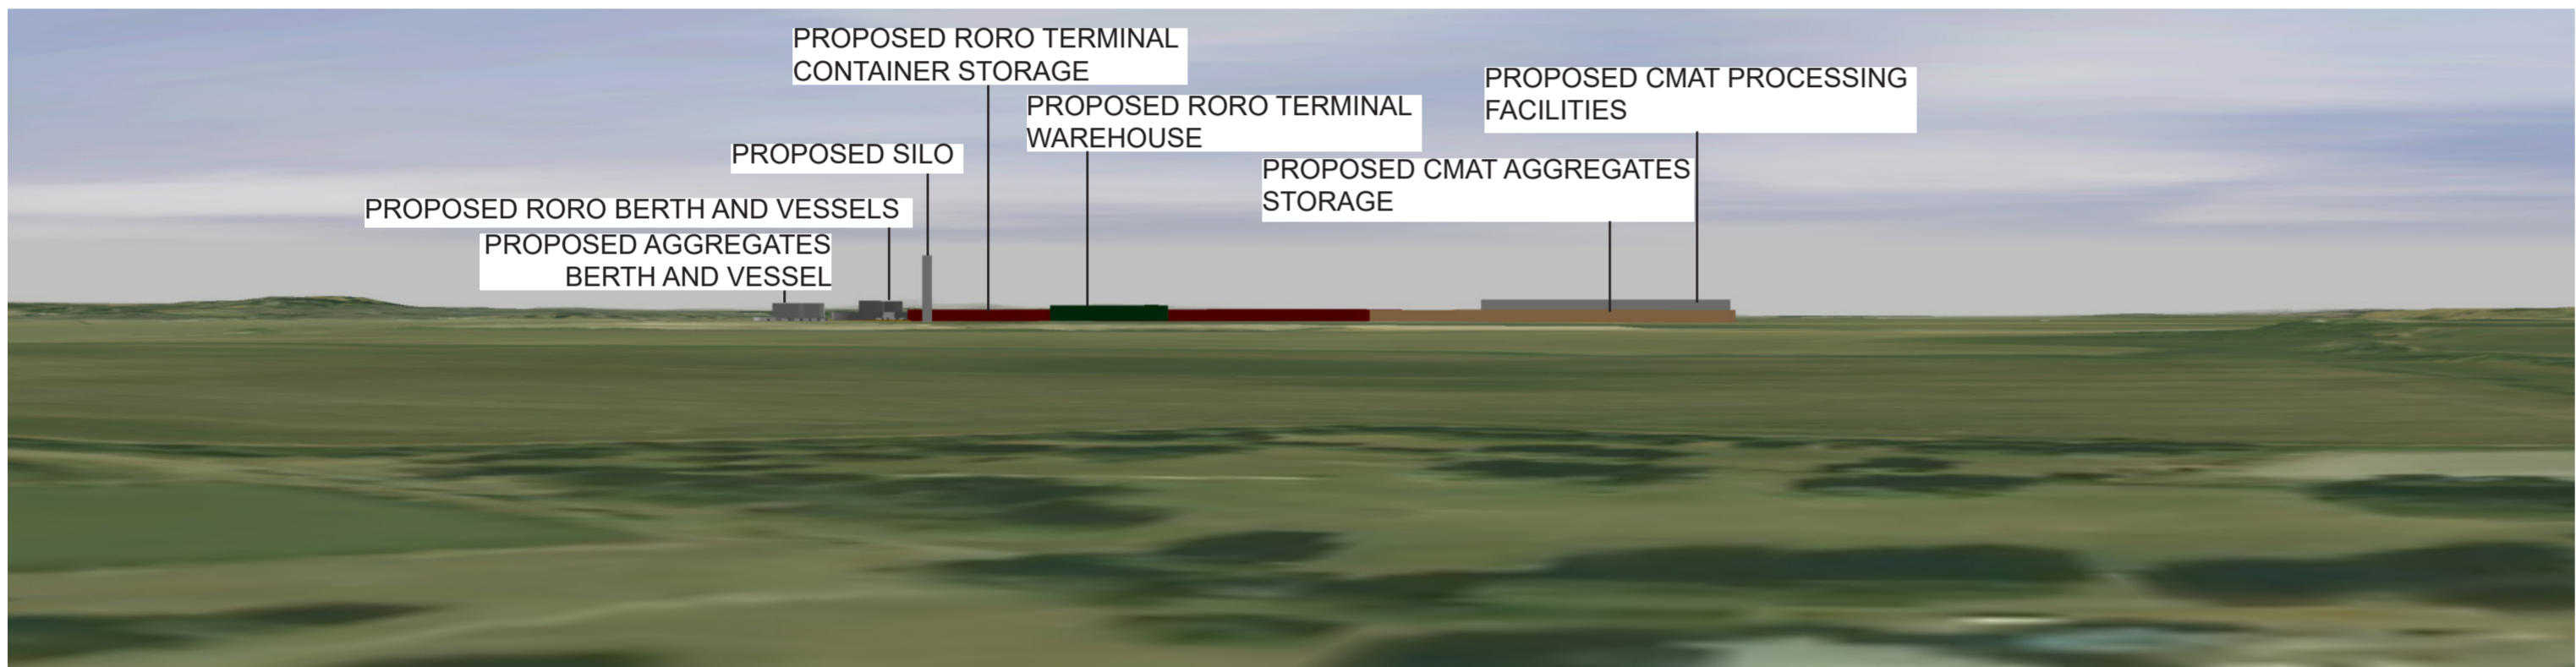 PROPOSED RORO TERMINAL
CONTAINER STORAGE
PROPOSED CMAT PROCESSING
FACILITIES
PROPOSED RORO TERMINAL
WAREHOUSE
PROPOSED SILO
PROPOSED CMAT AGGREGATES
STORAGE
PROPOSED RORO BERTH AND VESSELS
PROPOSED AGGREGATES
BERTH AND VESSEL